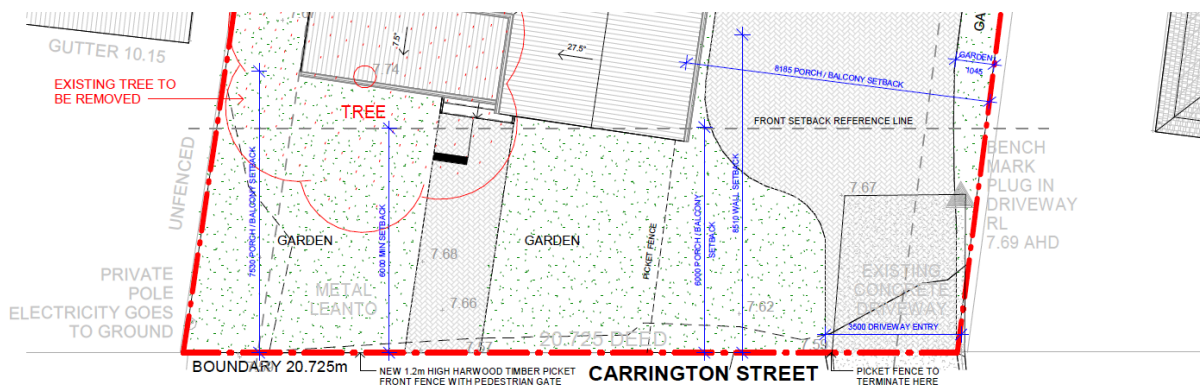 GUTTER 10.15
EXISTING TREE TO
BE REMOVED
TREE
7.5°
7.74
27.5°
8185 PORCH / BALCONY SETBACK
GARDEN
1045
GA
FRONT SETBACK REFERENCE LINE
UNFENCED
7530 PORCH / BALCONY SETBACK
6000 MIN SETBACK
GARDEN
METAL
LEANTO
7.68
7.66
GARDEN
PICKET FENCE
6000 PORCH / BALCONY
SETBACK
8510 WALL SETBACK
7.62
7.67
BENCH
MARK
PLUG IN
DRIVEWAY
RL
7.69 AHD
EXISTING
CONCRETE
DRIVEWAY
3500 DRIVEWAY ENTRY
PRIVATE
POLE
ELECTRICITY GOES
TO GROUND
20.725 DEED
BOUNDARY 20.725m
NEW 1.2m HIGH HARWOOD TIMBER PICKET
FRONT FENCE WITH PEDESTRIAN GATE
CARRINGTON STREET
PICKET FENCE TO
TERMINATE HERE